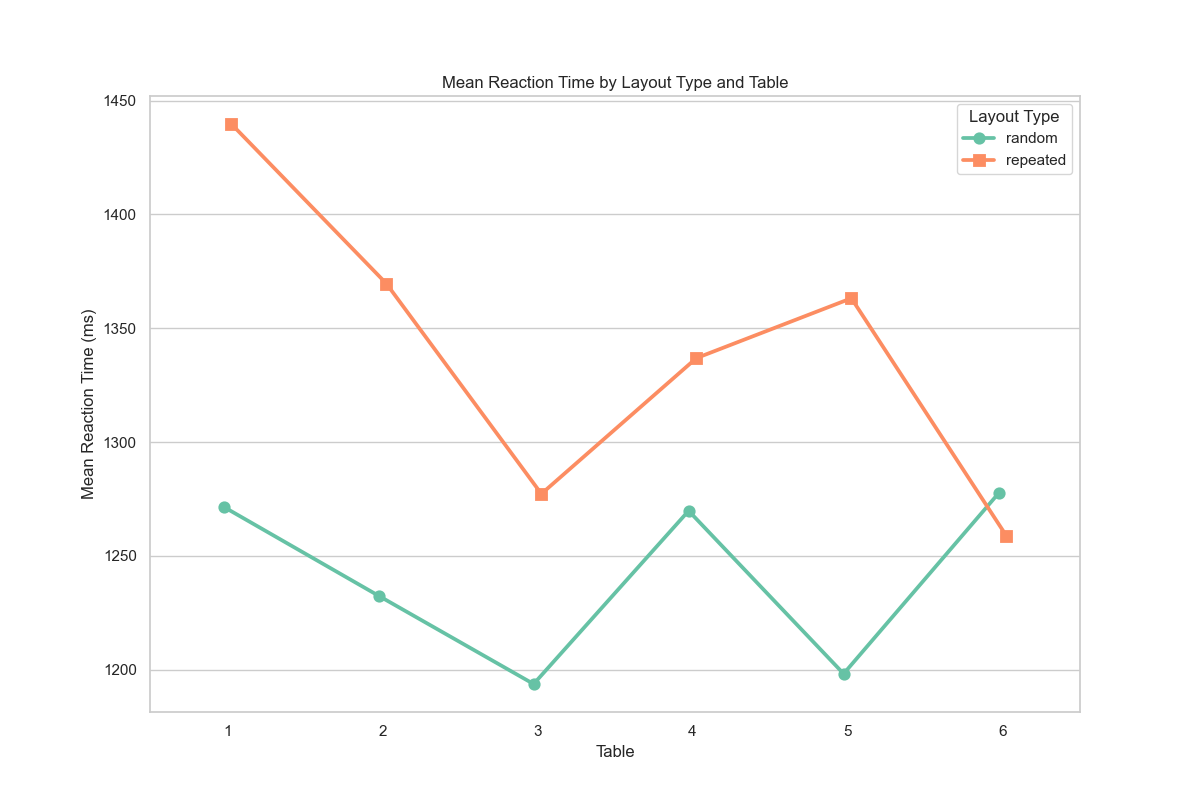 Mean Reaction Time by Layout Type and Table
Layout Type
random
repeated
Mean Reaction Time (ms)
1450
1400
1350
1300
1250
1200
1 2 3 4 5 6
Table